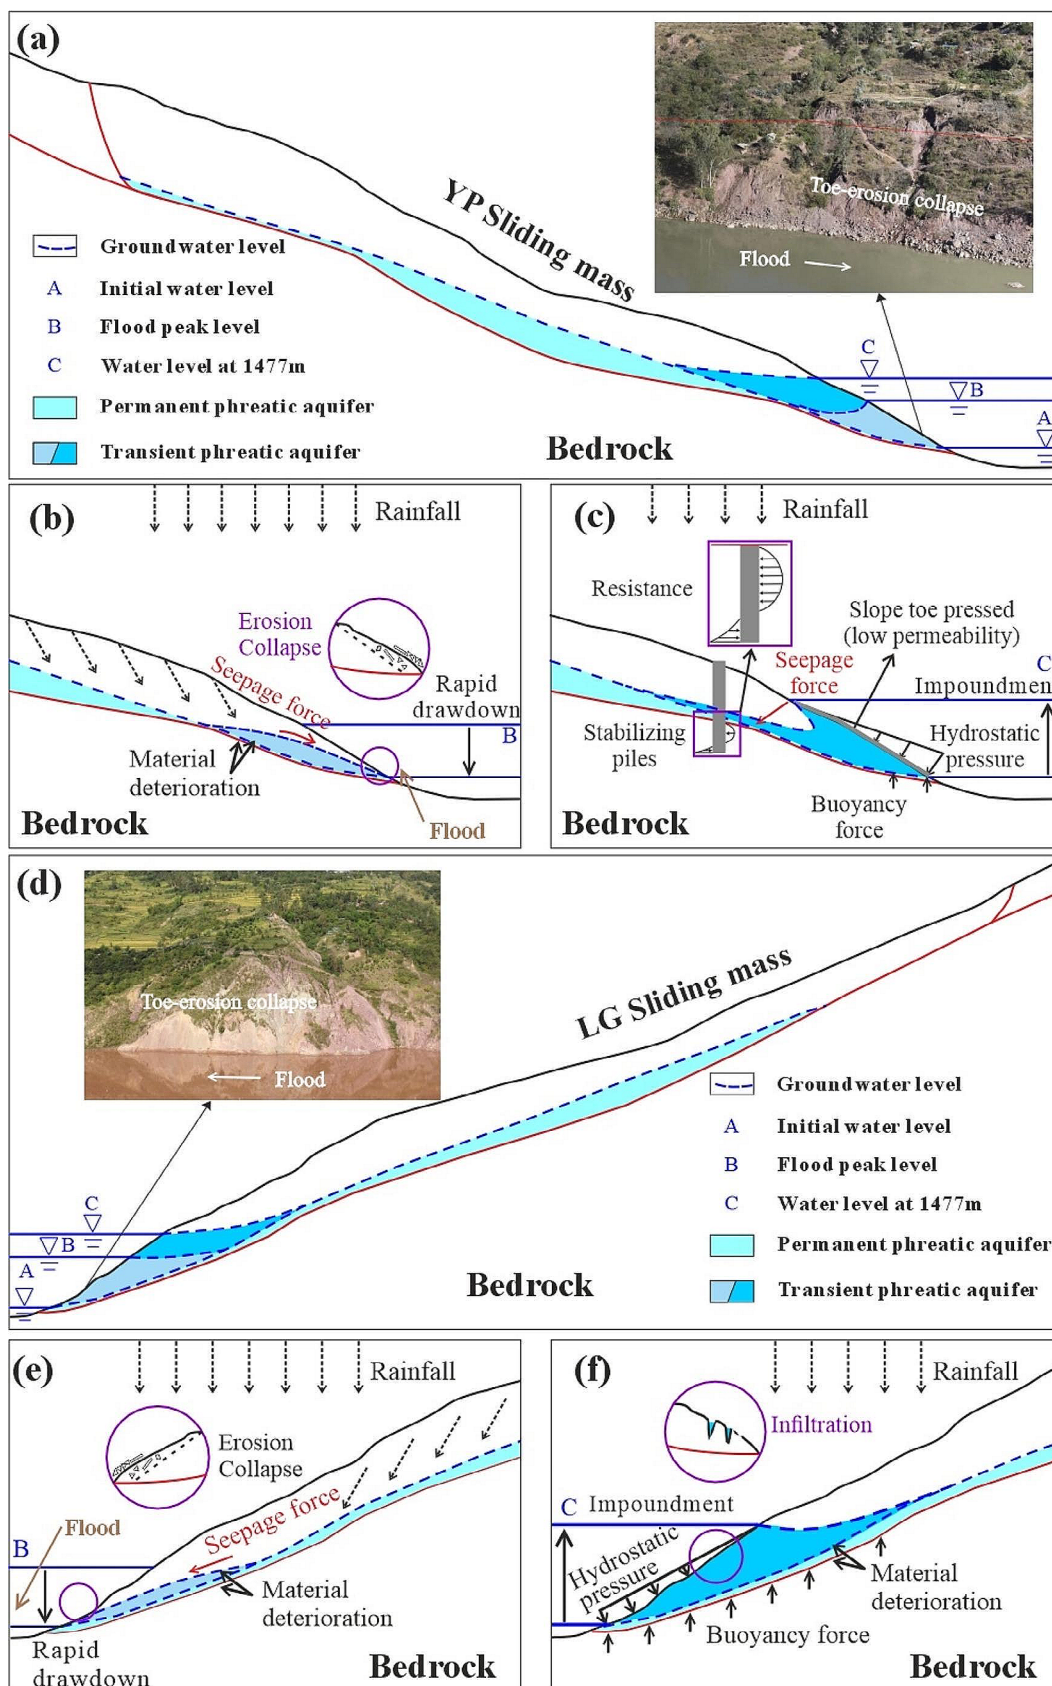 (a)
YP Sliding mass
Toe-erosion collapse
Flood
Groundwater level
A Initial water level
B Flood peak level
C Water level at 1477m
Permanent phreatic aquifer
Transient phreatic aquifer
C
B
A
Bedrock
(b)
Rainfall
Erosion
Collapse
Seepage force
Rapid
drawdown
B
Material
deterioration
Flood
Bedrock
(c)
Rainfall
Resistance
Slope toe pressed
(low permeability)
Seepage
force
C
Impoundmen
Stabilizing
piles
Hydrostatic
pressure
Buoyancy
force
Bedrock
(d)
Toe-erosion collapse
Flood
LG Sliding mass
Groundwater level
A Initial water level
B Flood peak level
C Water level at 1477m
Permanent phreatic aquifer
Transient phreatic aquifer
C
B
A
Bedrock
(e)
Rainfall
Erosion
Collapse
Flood
Seepage force
B
Material
deterioration
Rapid
drawdown
Bedrock
(f)
Rainfall
Infiltration
C Impoundment
Hydrostatic
pressure
Material
deterioration
Buoyancy force
Bedrock